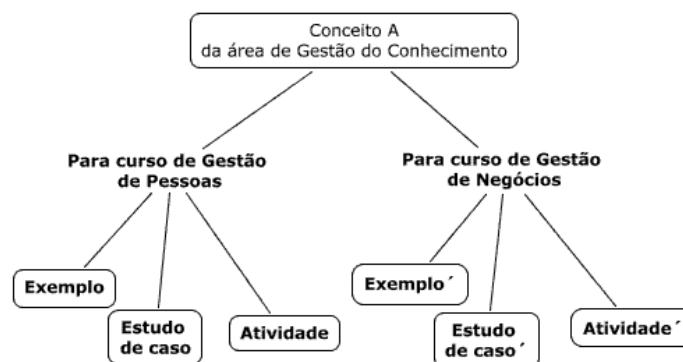 Conceito A
da área de Gestão do Conhecimento
Para curso de Gestão
de Pessoas
Para curso de Gestão
de Negócios
Exemplo
Estudo
de caso
Atividade
Exemplo´
Estudo
de caso´
Atividade´